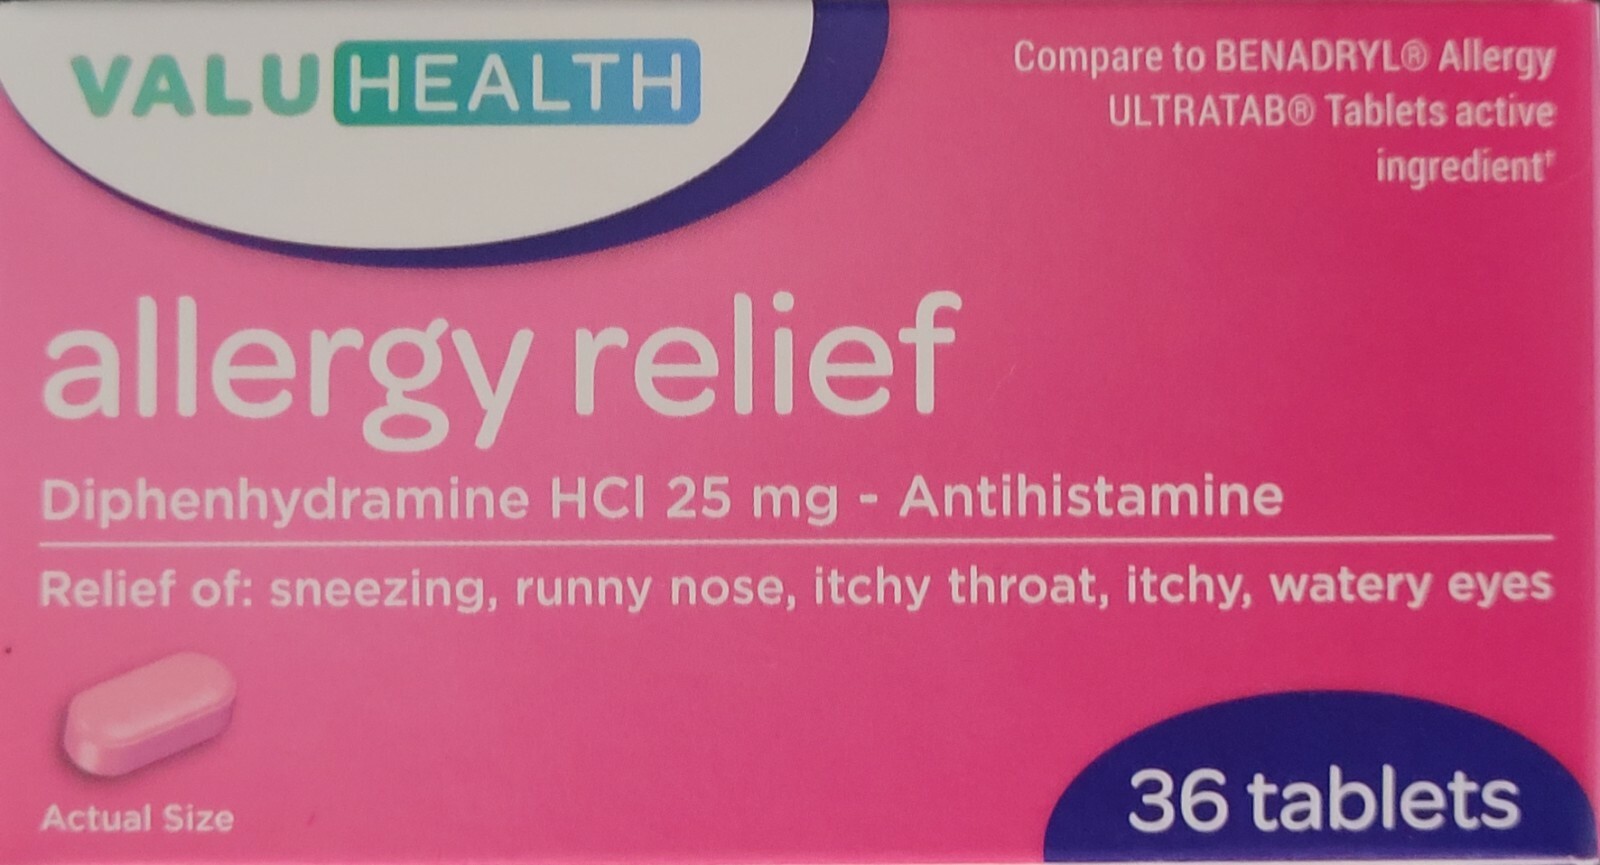 VALUHEALTH
Compare to BENADRYL® Allergy
ULTRATAB® Tablets active
ingredient†
allergy relief
Diphenhydramine HCl 25 mg - Antihistamine
Relief of: sneezing, runny nose, itchy throat, itchy, watery eyes
Actual Size
36 tablets